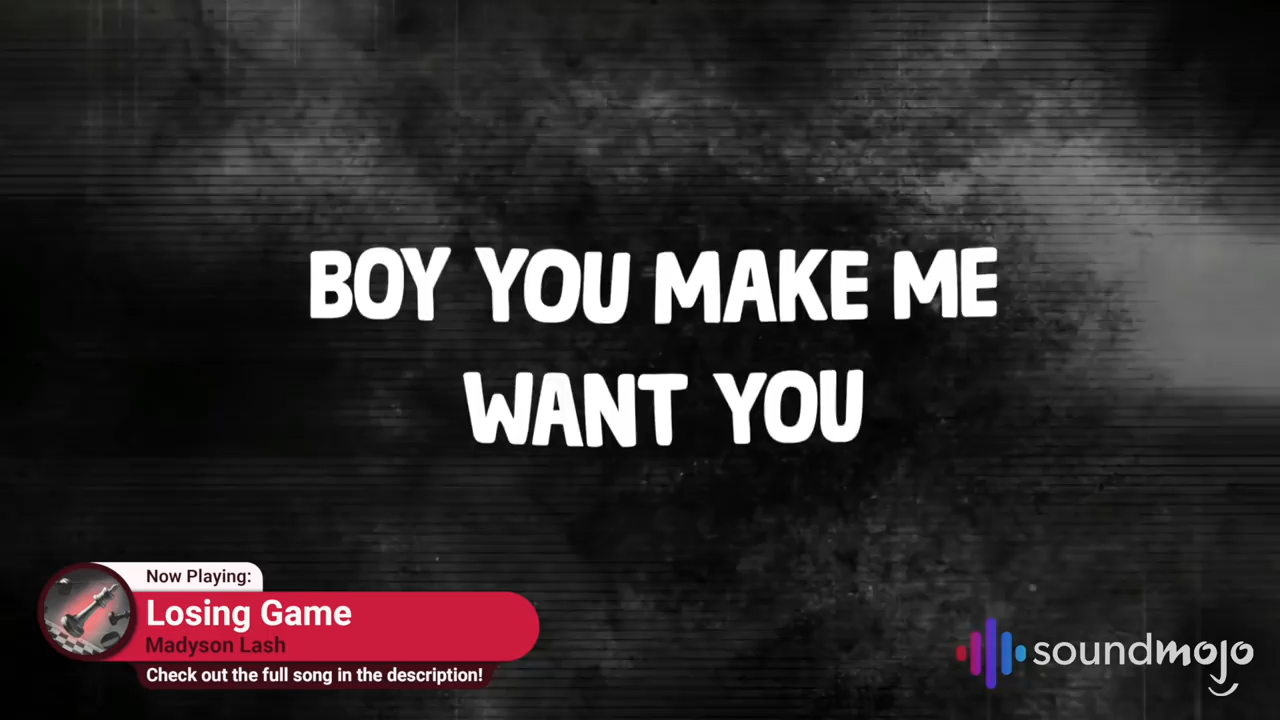 BOY YOU MAKE ME
WANT YOU
Now Playing:
Losing Game
Madyson Lash
Check out the full song in the description!
soundmojo